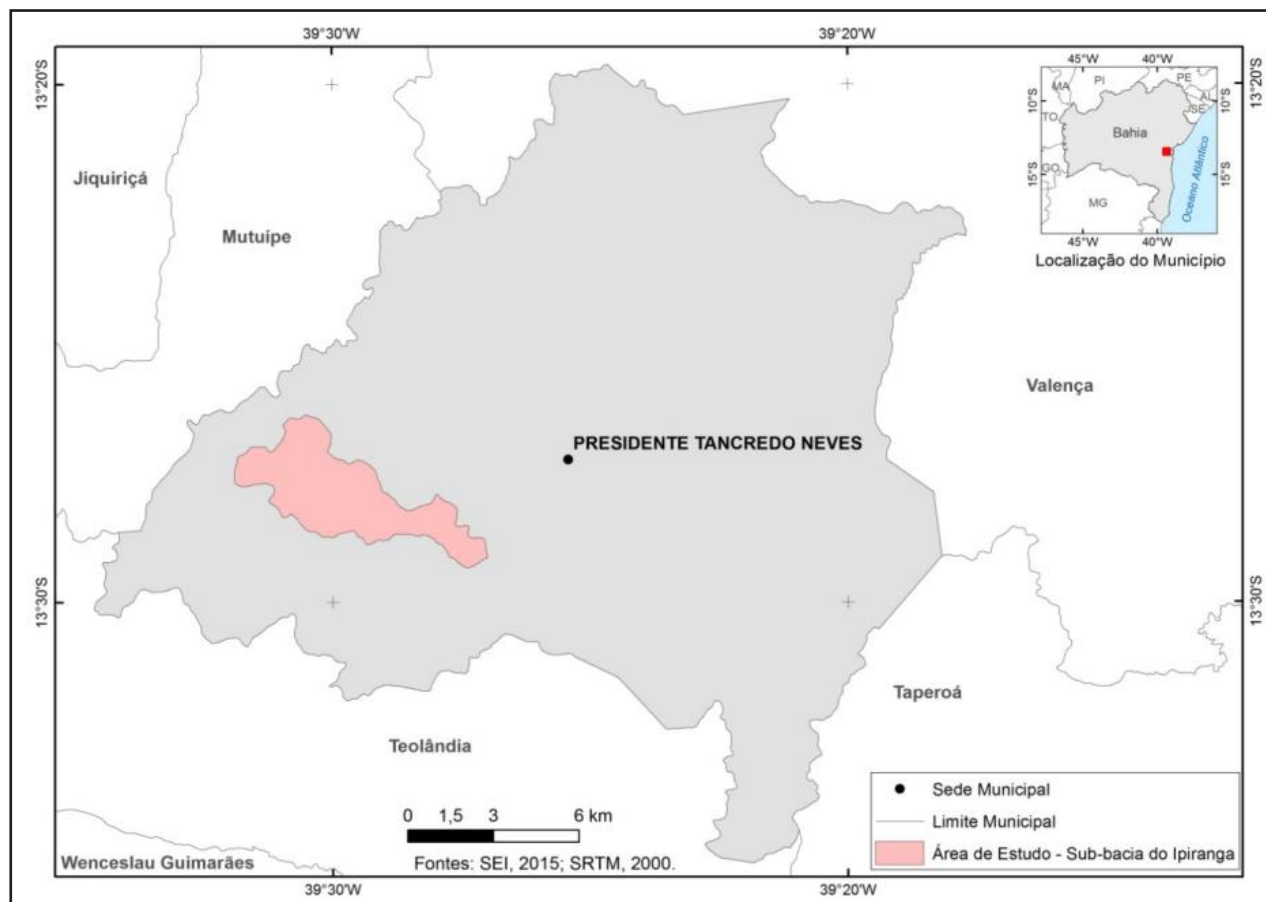 39°30'W
39°20'W
13°20'S
13°20'S
45°W
40°W
MA
PI
PE
AL
SE
10°S
10°S
TO
Bahia
GO
15°S
15°S
MG
Oceano Atlântico
45°W
40°W
Localização do Município
Jiquiriçá
Mutuípe
Valença
PRESIDENTE TANCREDO NEVES
13°30'S
13°30'S
Taperoá
Teolândia
Wenceslau Guimarães
0 1,5 3 6 km
Fontes: SEI, 2015; SRTM, 2000.
Sede Municipal
Limite Municipal
Área de Estudo - Sub-bacia do Ipiranga
39°30'W
39°20'W